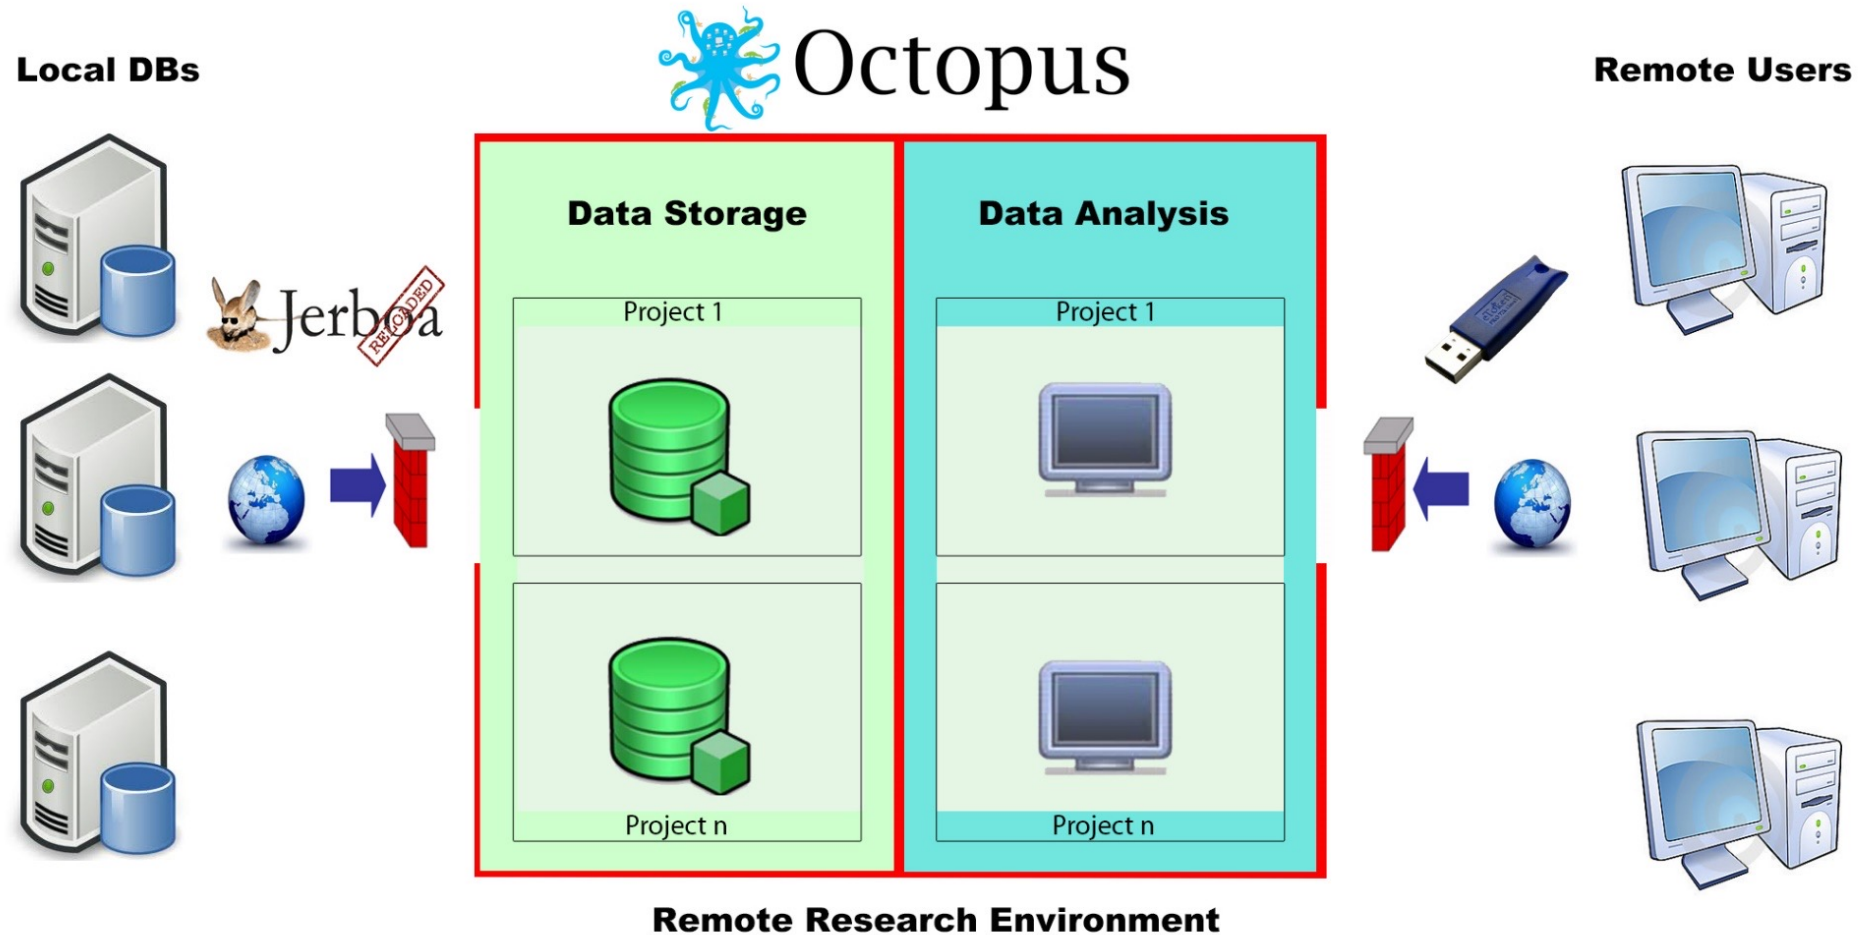 Octopus
Local DBs
Remote Users
Data Storage
Data Analysis
Jerboa
RELOADED
eToken
Project 1
Project 1
Project n
Project n
Remote Research Environment